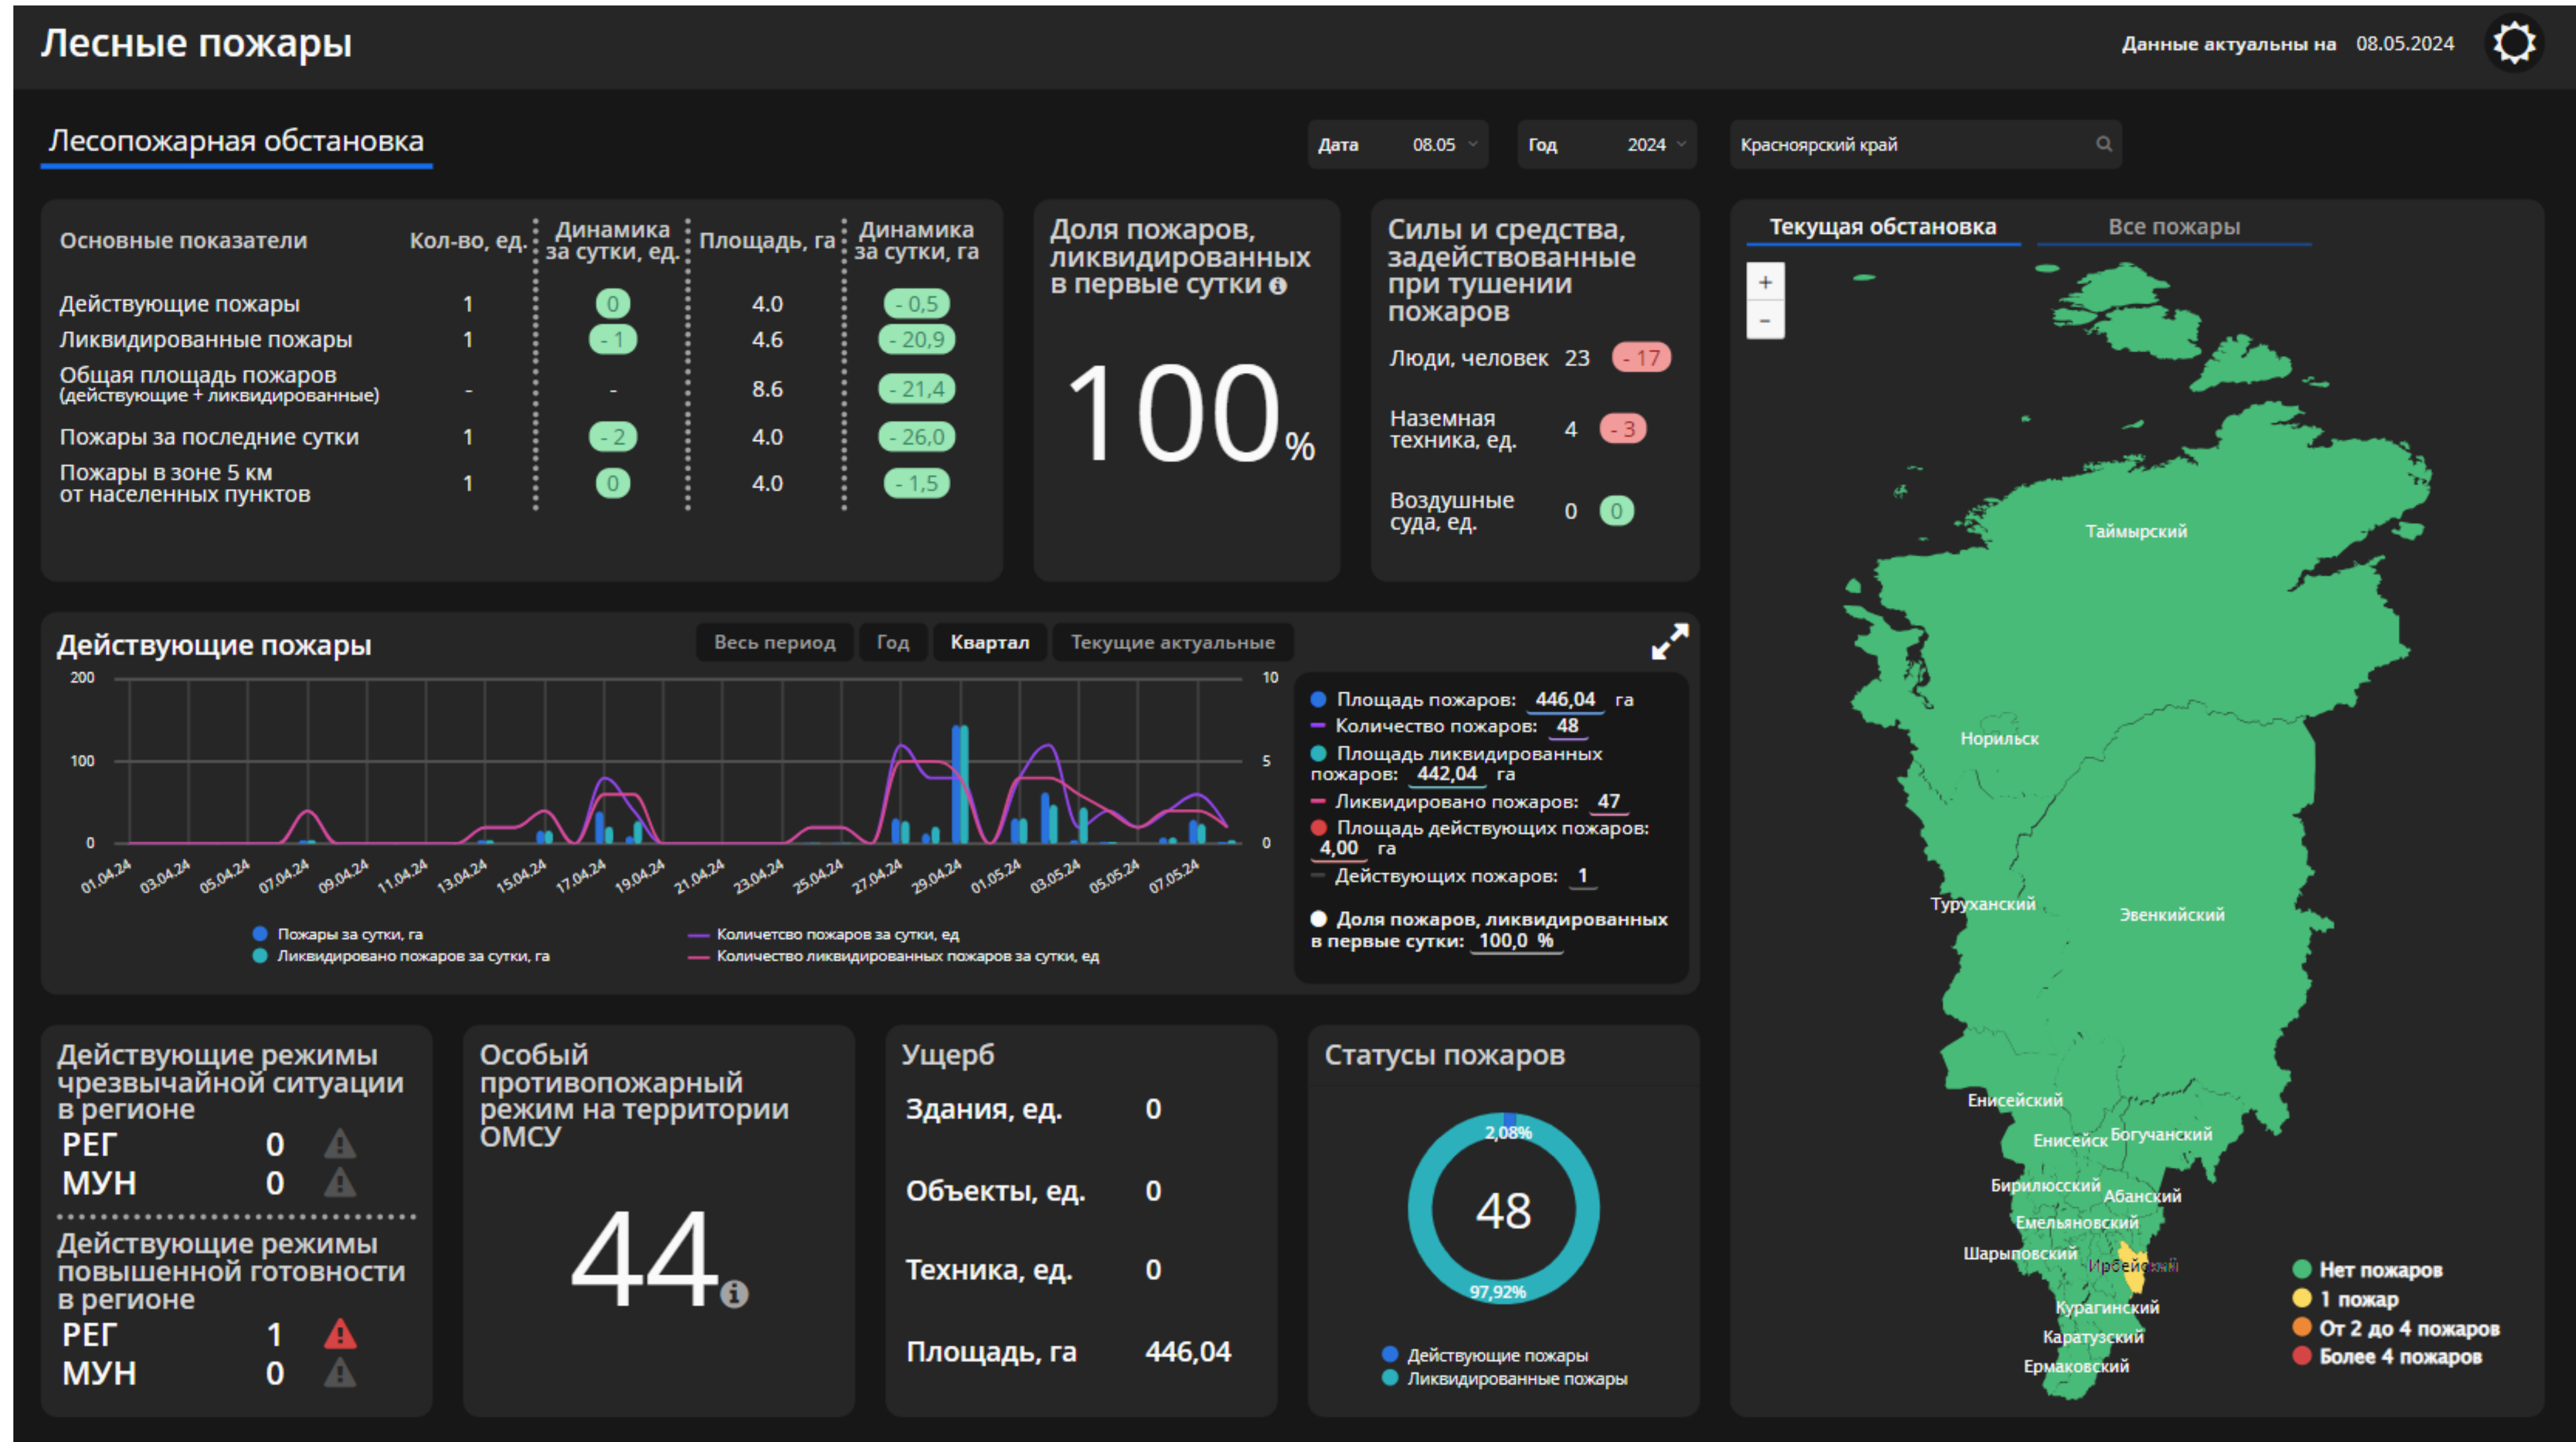 Лесные пожары
Данные актуальны на 08.05.2024
Лесопожарная обстановка
Дата 08.05
Год 2024
Красноярский край
Основные показатели
Кол-во, ед.
Динамика
за сутки, ед.
Площадь, га
Динамика
за сутки, га
Действующие пожары 1 0 4.0 - 0,5
Ликвидированные пожары 1 - 1 4.6 - 20,9
Общая площадь пожаров
(действующие + ликвидированные) - - 8.6 - 21,4
Пожары за последние сутки 1 - 2 4.0 - 26,0
Пожары в зоне 5 км
от населенных пунктов 1 0 4.0 - 1,5
Доля пожаров,
ликвидированных
в первые сутки
100%
Силы и средства,
задействованные
при тушении
пожаров
Люди, человек 23 - 17
Наземная
техника, ед. 4 - 3
Воздушные
суда, ед. 0 0
Действующие пожары
Весь период Год Квартал Текущие актуальные
200
100
0
10
5
0
01.04.24 03.04.24 05.04.24 07.04.24 09.04.24 11.04.24 13.04.24 15.04.24 17.04.24 19.04.24 21.04.24 23.04.24 25.04.24 27.04.24 29.04.24 01.05.24 03.05.24 05.05.24 07.05.24
Пожары за сутки, га
Ликвидировано пожаров за сутки, га
Количетсво пожаров за сутки, ед
Количество ликвидированных пожаров за сутки, ед
Площадь пожаров: 446,04 га
Количество пожаров: 48
Площадь ликвидированных
пожаров: 442,04 га
Ликвидировано пожаров: 47
Площадь действующих пожаров:
4,00 га
Действующих пожаров: 1
Доля пожаров, ликвидированных
в первые сутки: 100,0 %
Действующие режимы
чрезвычайной ситуации
в регионе
РЕГ 0
МУН 0
Действующие режимы
повышенной готовности
в регионе
РЕГ 1
МУН 0
Особый
противопожарный
режим на территории
ОМСУ
44
Ущерб
Здания, ед. 0
Объекты, ед. 0
Техника, ед. 0
Площадь, га 446,04
Статусы пожаров
2,08%
48
97,92%
Действующие пожары
Ликвидированные пожары
Текущая обстановка Все пожары
+
−
Таймырский
Норильск
Туруханский
Эвенкийский
Енисейский
Енисейск
Богучанский
Бирилюсский
Абанский
Емельяновский
Шарыповский
Ирбейский
Курагинский
Каратузский
Ермаковский
Нет пожаров
1 пожар
От 2 до 4 пожаров
Более 4 пожаров